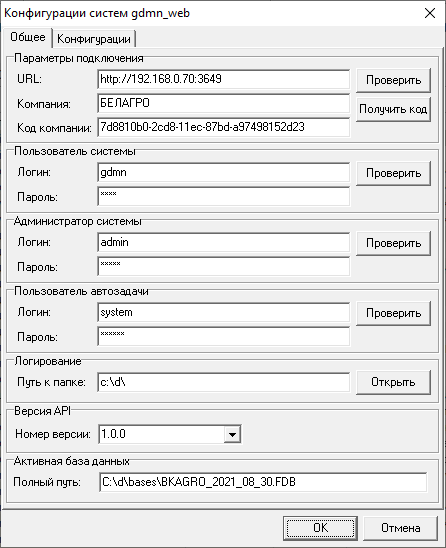 Конфигурации систем gdmn_web
Общее Конфигурации
Параметры подключения
URL: http://192.168.0.70:3649 Проверить
Компания: БЕЛАГРО Получить код
Код компании: 7d8810b0-2cd8-11ec-87bd-a97498152d23
Пользователь системы
Логин: gdmn Проверить
Пароль: ****
Администратор системы
Логин: admin Проверить
Пароль: *****
Пользователь автозадачи
Логин: system Проверить
Пароль: ******
Логирование
Путь к папке: c:\d\ Открыть
Версия API
Номер версии: 1.0.0
Активная база данных
Полный путь: C:\d\bases\BKAGRO_2021_08_30.FDB
OK Отмена